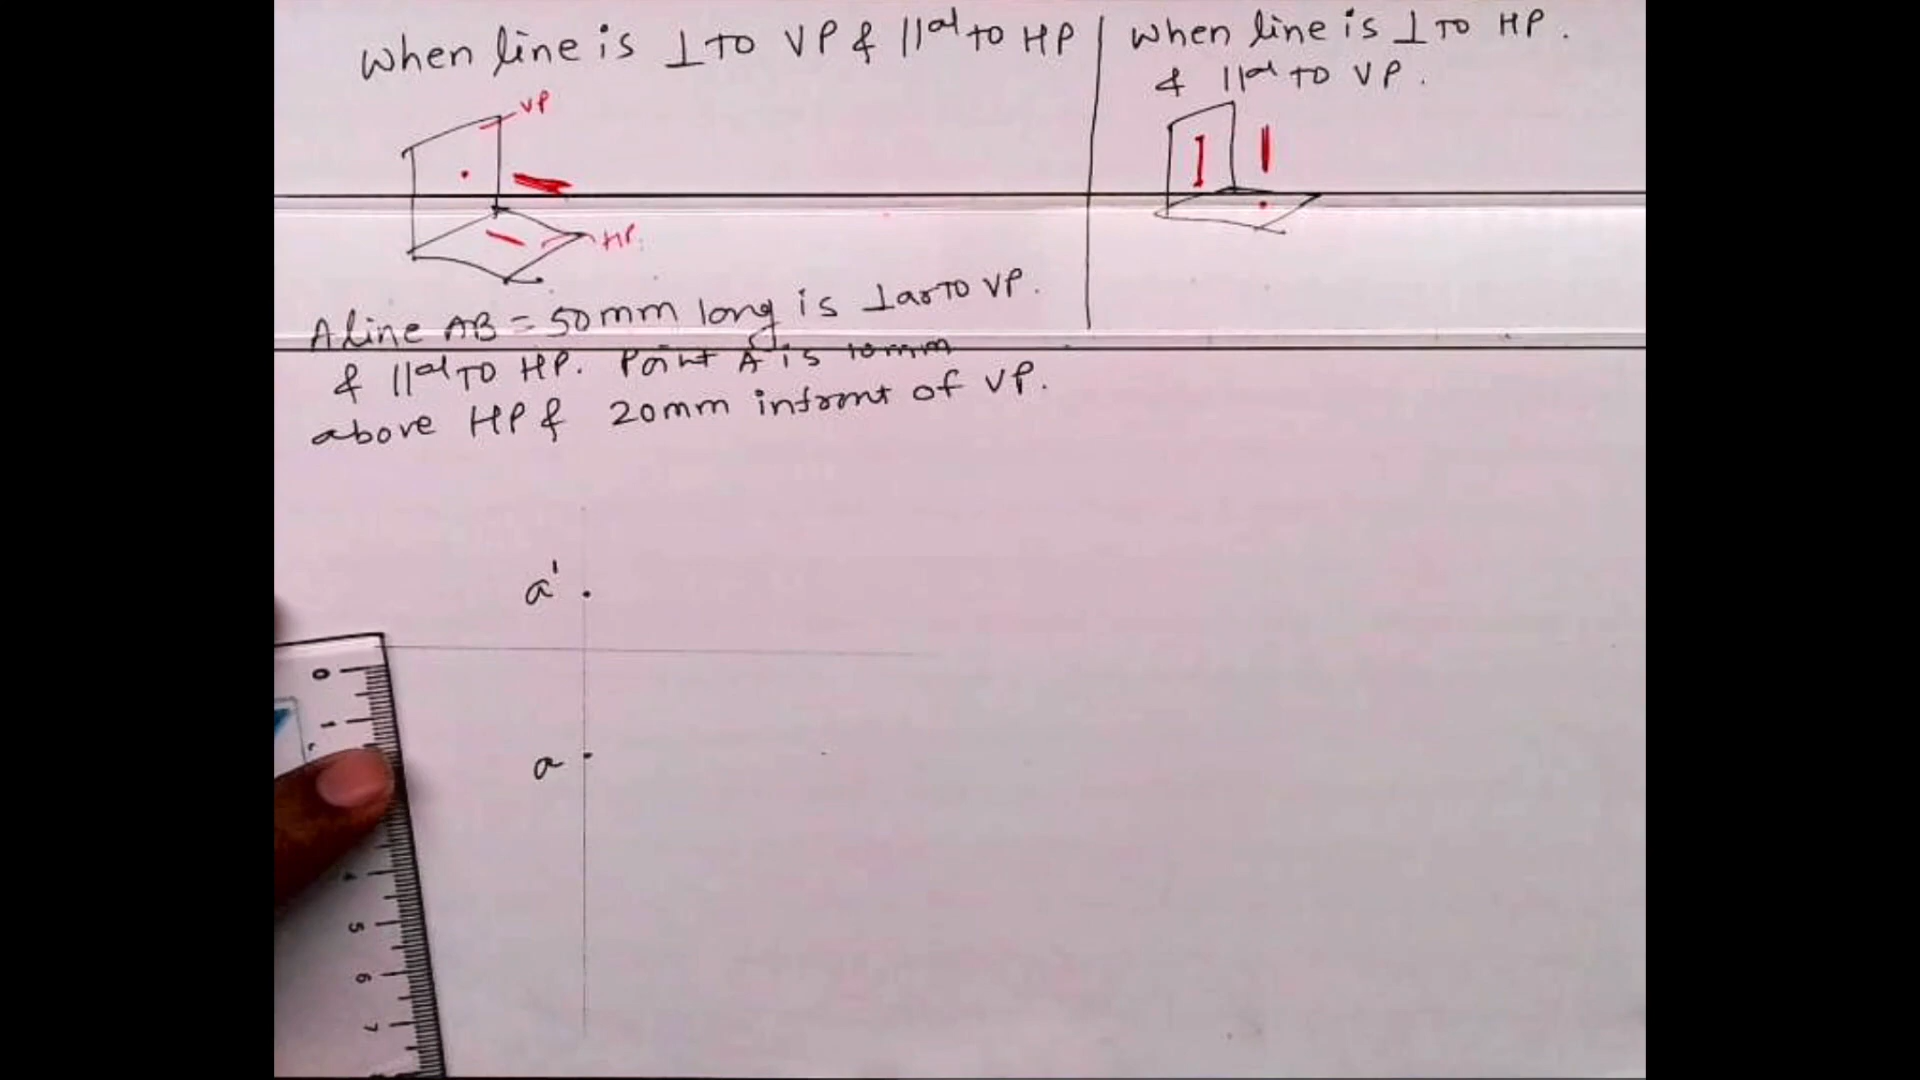 When line is ⊥ TO VP & ||al to HP
When line is ⊥ TO HP.
& ||al TO VP.
VP
HP.
A line AB = 50mm long is ⊥ar TO VP.
& ||al TO HP. Point A is 10mm
above HP & 20mm infront of VP.
a' .
a .
0
1
4
5
6
7